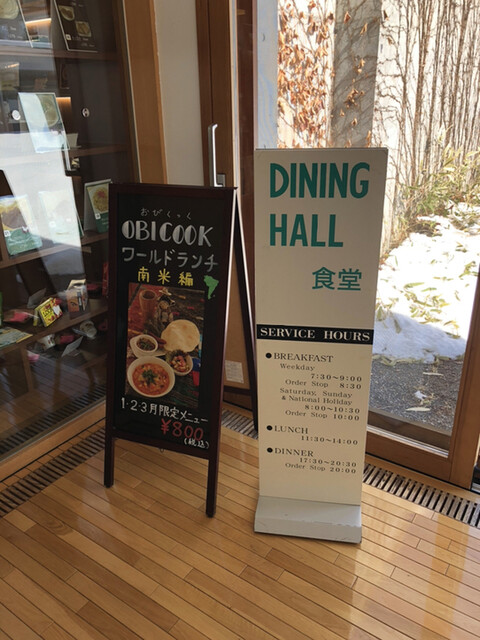 おびくっく
OBICOOK
ワールドランチ
南米編
1・2・3月限定メニュー
¥800
(税込)
DINING
HALL
食堂
SERVICE HOURS
●BREAKFAST
Weekday
7:30~9:00
Order Stop 8:30
Saturday, Sunday
& National Holiday
8:00~10:30
Order Stop 10:00
●LUNCH
11:30~14:00
●DINNER
17:30~20:30
Order Stop 20:00